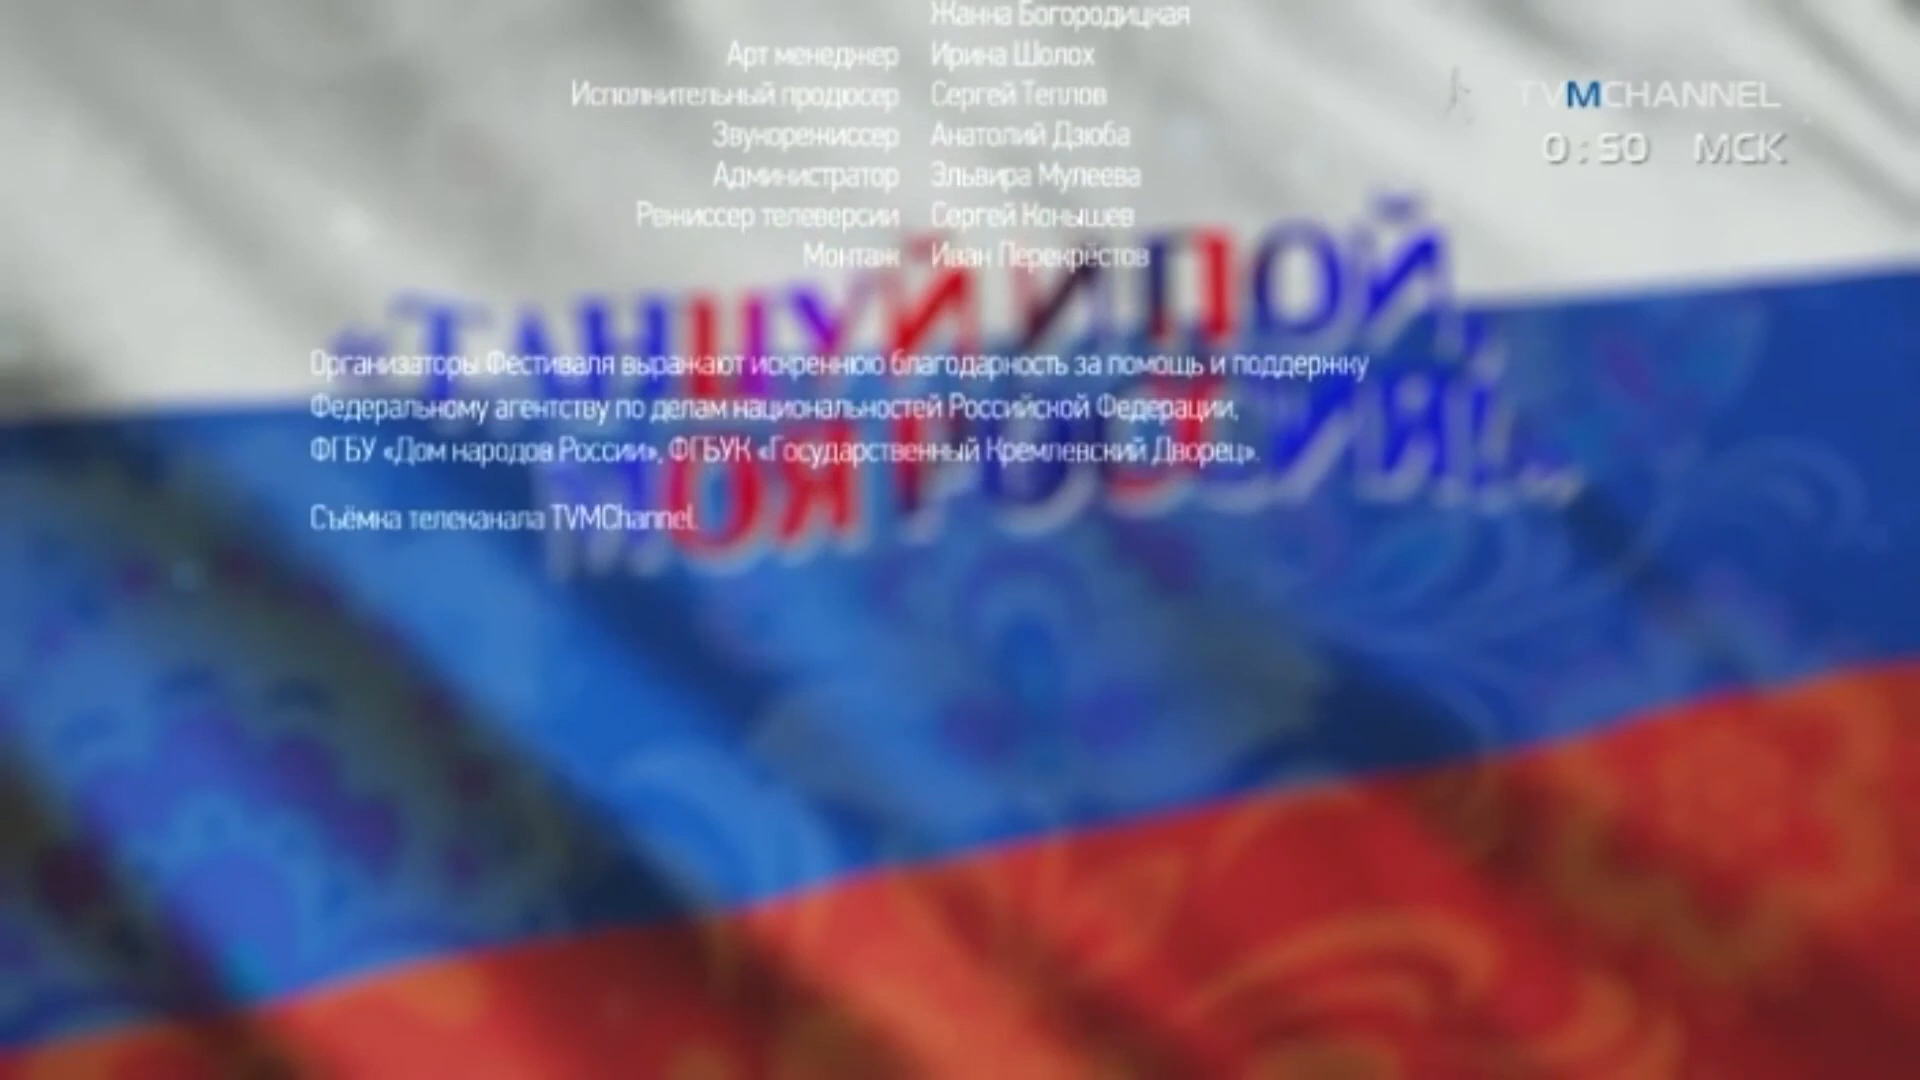 Жанна Богородицкая
Арт менеджер Ирина Шолох
Исполнительный продюсер Сергей Теплов
Звукорежиссер Анатолий Дзюба
Администратор Эльвира Мулеева
Режиссер телеверсии Сергей Конышев
Монтаж Иван Перекрёстов
TVMCHANNEL
0:50 МСК
«ТАНЦУЙ И ПОЙ,
МОЯ РОССИЯ!»
Организаторы Фестиваля выражают искреннюю благодарность за помощь и поддержку
Федеральному агентству по делам национальностей Российской Федерации,
ФГБУ «Дом народов России», ФГБУК «Государственный Кремлевский Дворец».
Съёмка телеканала TVMChannel.